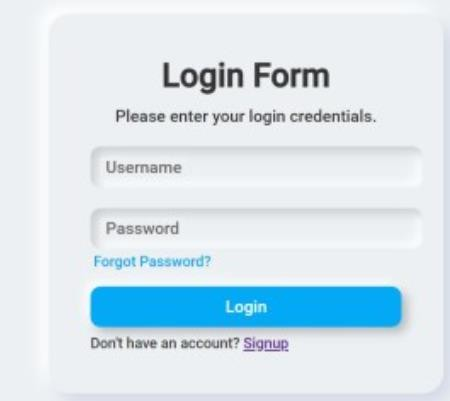 Login Form
Please enter your login credentials.
Username
Password
Forgot Password?
Login
Don't have an account? Signup